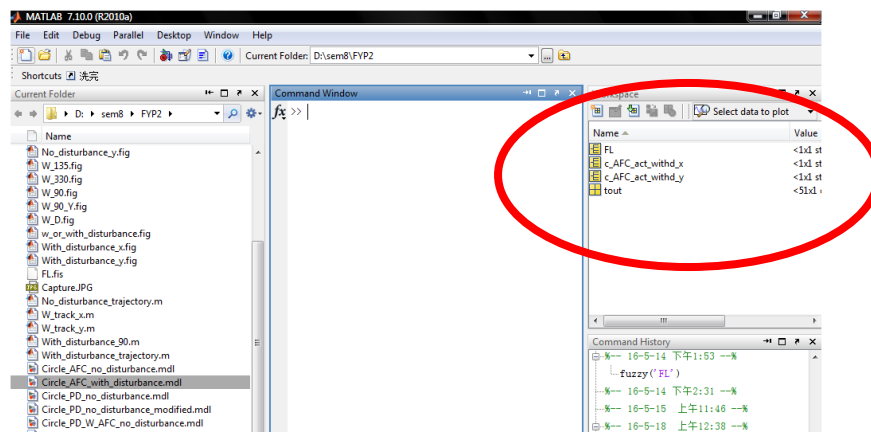 MATLAB 7.10.0 (R2010a)
File Edit Debug Parallel Desktop Window Help
Current Folder: D:\sem8\FYP2
Shortcuts 洗完
Current Folder
D: sem8 FYP2
Name
No_disturbance_y.fig
W_135.fig
W_330.fig
W_90.fig
W_90_Y.fig
W_D.fig
w_or_with_disturbance.fig
With_disturbance_x.fig
With_disturbance_y.fig
FL.fis
Capture.JPG
No_disturbance_trajectory.m
W_track_x.m
W_track_y.m
With_disturbance_90.m
With_disturbance_trajectory.m
Circle_AFC_no_disturbance.mdl
Circle_AFC_with_disturbance.mdl
Circle_PD_no_disturbance.mdl
Circle_PD_no_disturbance_modified.mdl
Circle_PD_W_AFC_no_disturbance.mdl
Command Window
fx >>
Workspace
Select data to plot
Name Value
FL <1x1 st
c_AFC_act_withd_x <1x1 st
c_AFC_act_withd_y <1x1 st
tout <51x1
Command History
%-- 16-5-14 下午1:53 --%
fuzzy('FL')
%-- 16-5-14 下午2:31 --%
%-- 16-5-15 上午11:46 --%
%-- 16-5-18 上午12:38 --%